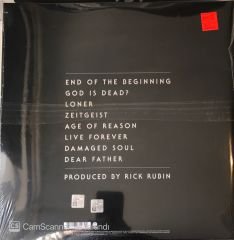 END OF THE BEGINNING
GOD IS DEAD?
LONER
ZEITGEIST
AGE OF REASON
LIVE FOREVER
DAMAGED SOUL
DEAR FATHER
PRODUCED BY RICK RUBIN
CS CamScanner